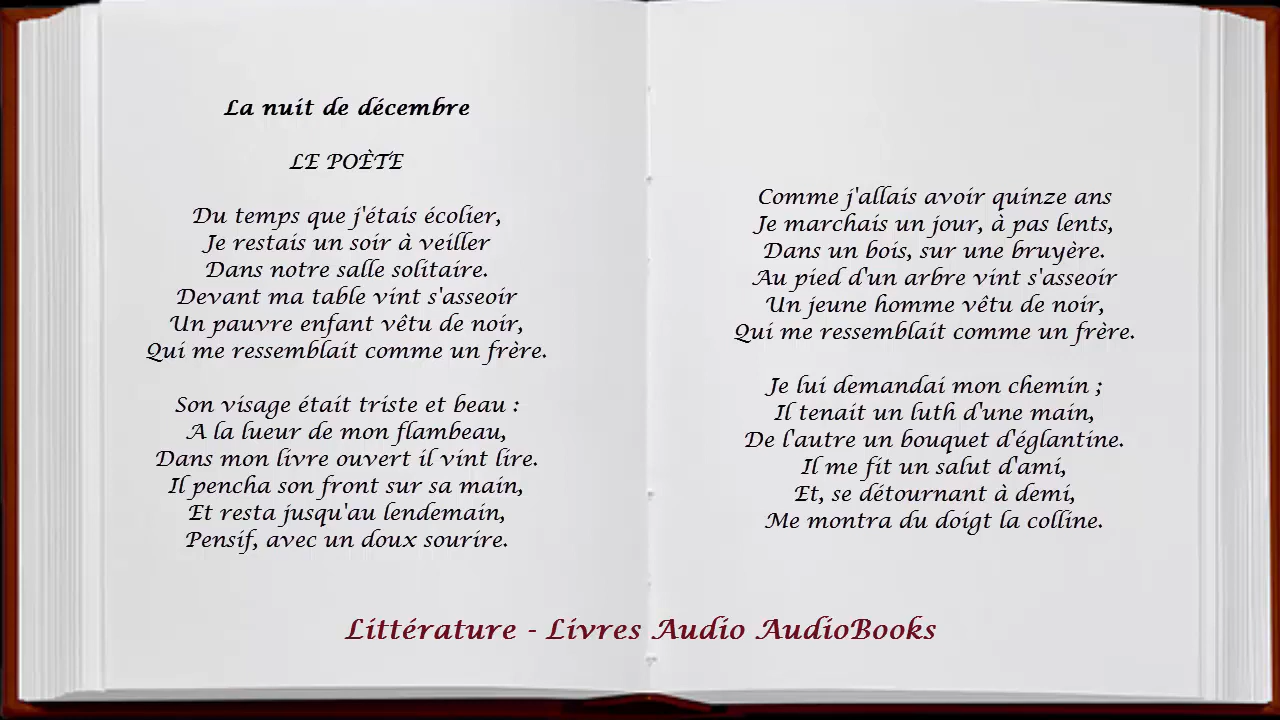 La nuit de décembre
LE POÈTE
Du temps que j'étais écolier,
Je restais un soir à veiller
Dans notre salle solitaire.
Devant ma table vint s'asseoir
Un pauvre enfant vêtu de noir,
Qui me ressemblait comme un frère.
Son visage était triste et beau :
A la lueur de mon flambeau,
Dans mon livre ouvert il vint lire.
Il pencha son front sur sa main,
Et resta jusqu'au lendemain,
Pensif, avec un doux sourire.
Comme j'allais avoir quinze ans
Je marchais un jour, à pas lents,
Dans un bois, sur une bruyère.
Au pied d'un arbre vint s'asseoir
Un jeune homme vêtu de noir,
Qui me ressemblait comme un frère.
Je lui demandai mon chemin ;
Il tenait un luth d'une main,
De l'autre un bouquet d'églantine.
Il me fit un salut d'ami,
Et, se détournant à demi,
Me montra du doigt la colline.
Littérature - Livres Audio AudioBooks